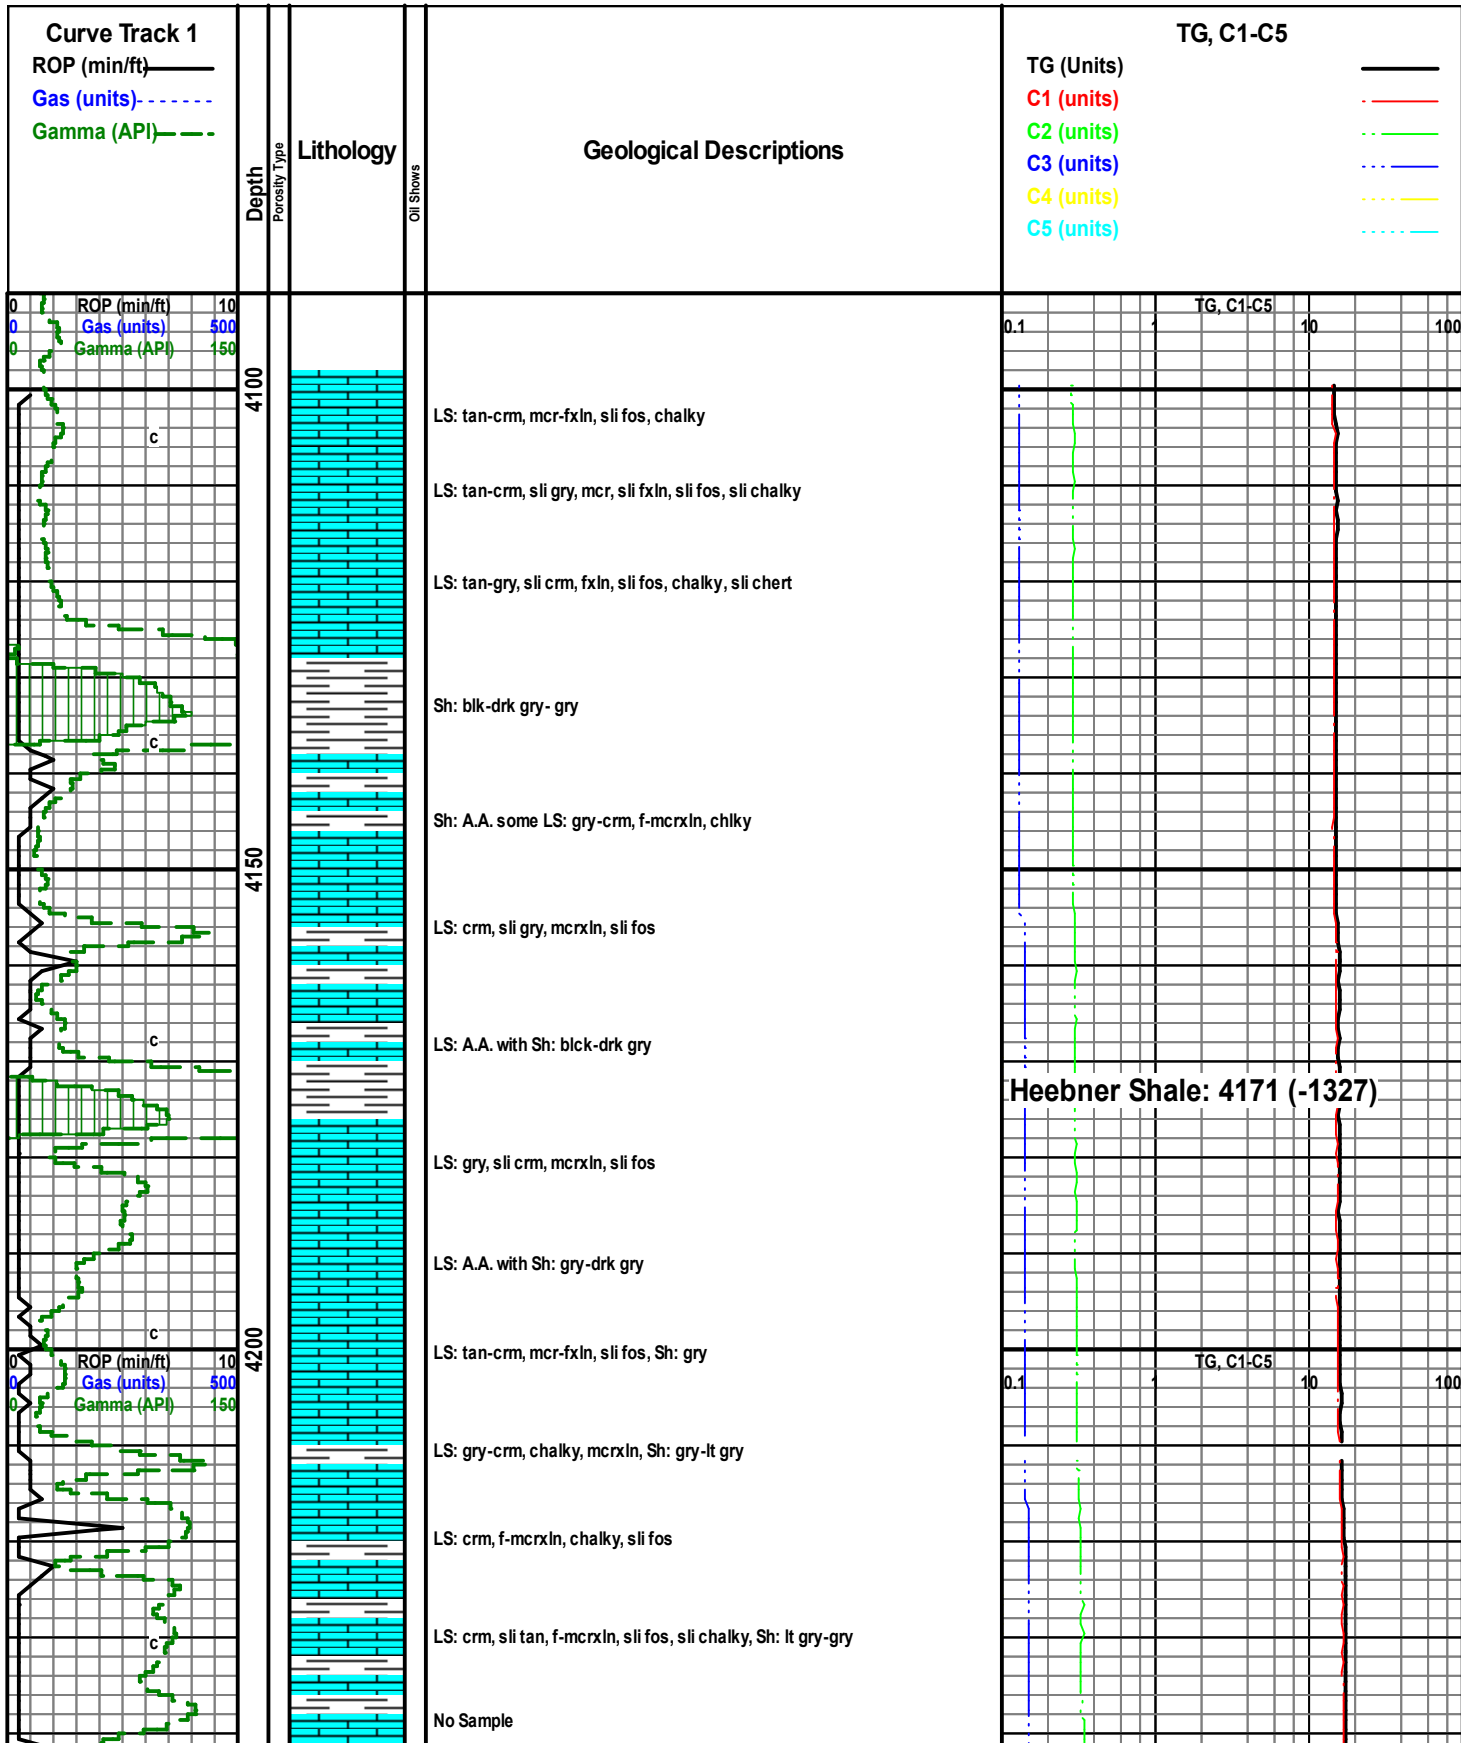 Curve Track 1
ROP (min/ft)
Gas (units)
Gamma (API)
Depth
Porosity Type
Lithology
Oil Shows
Geological Descriptions
TG, C1-C5
TG (Units)
C1 (units)
C2 (units)
C3 (units)
C4 (units)
C5 (units)
0 ROP (min/ft) 10
0 Gas (units) 500
0 Gamma (API) 150
TG, C1-C5
0.1 1 10 100
4100
LS: tan-crm, mcr-fxln, sli fos, chalky
C
LS: tan-crm, sli gry, mcr, sli fxln, sli fos, sli chalky
LS: tan-gry, sli crm, fxln, sli fos, chalky, sli chert
Sh: blk-drk gry- gry
C
Sh: A.A. some LS: gry-crm, f-mcrxln, chlky
4150
LS: crm, sli gry, mcrxln, sli fos
C
LS: A.A. with Sh: blck-drk gry
Heebner Shale: 4171 (-1327)
LS: gry, sli crm, mcrxln, sli fos
LS: A.A. with Sh: gry-drk gry
C
4200
LS: tan-crm, mcr-fxln, sli fos, Sh: gry
0 ROP (min/ft) 10
0 Gas (units) 500
0 Gamma (API) 150
TG, C1-C5
0.1 1 10 100
LS: gry-crm, chalky, mcrxln, Sh: gry-lt gry
LS: crm, f-mcrxln, chalky, sli fos
LS: crm, sli tan, f-mcrxln, sli fos, sli chalky, Sh: lt gry-gry
C
No Sample